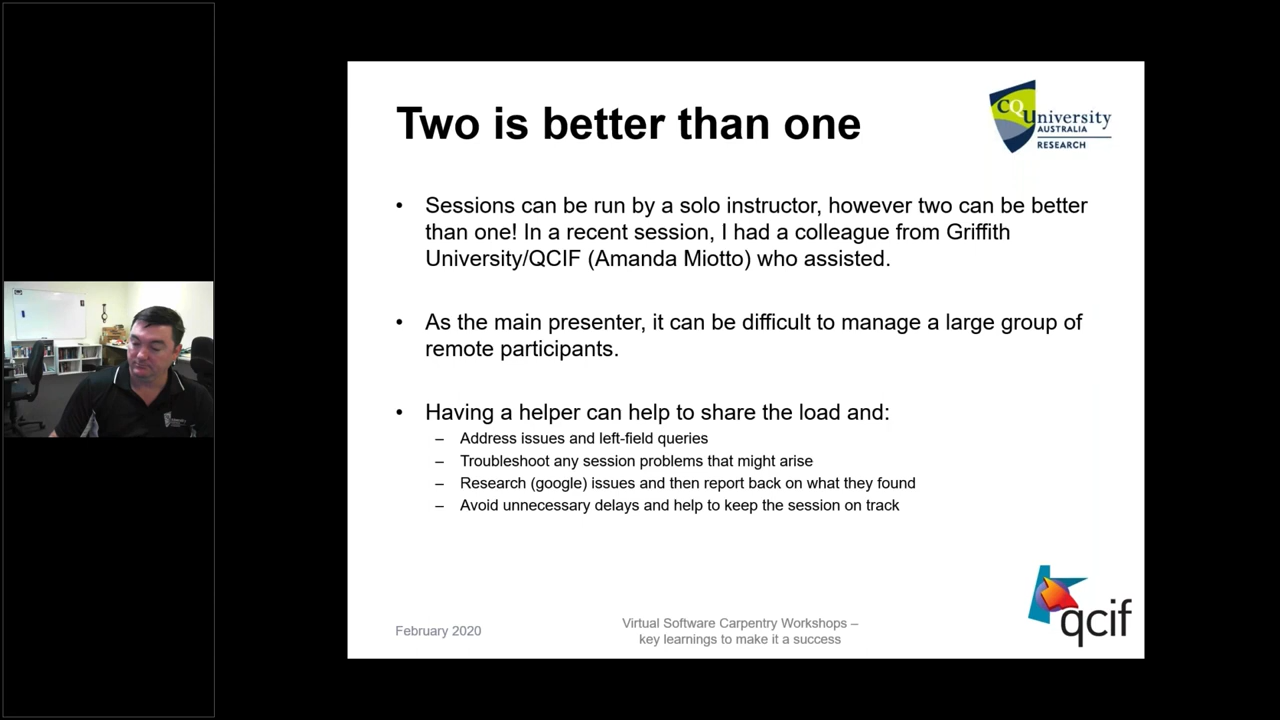 Two is better than one
CQUniversity
AUSTRALIA
RESEARCH
• Sessions can be run by a solo instructor, however two can be better
than one! In a recent session, I had a colleague from Griffith
University/QCIF (Amanda Miotto) who assisted.
• As the main presenter, it can be difficult to manage a large group of
remote participants.
• Having a helper can help to share the load and:
– Address issues and left-field queries
– Troubleshoot any session problems that might arise
– Research (google) issues and then report back on what they found
– Avoid unnecessary delays and help to keep the session on track
February 2020
Virtual Software Carpentry Workshops –
key learnings to make it a success
qcif